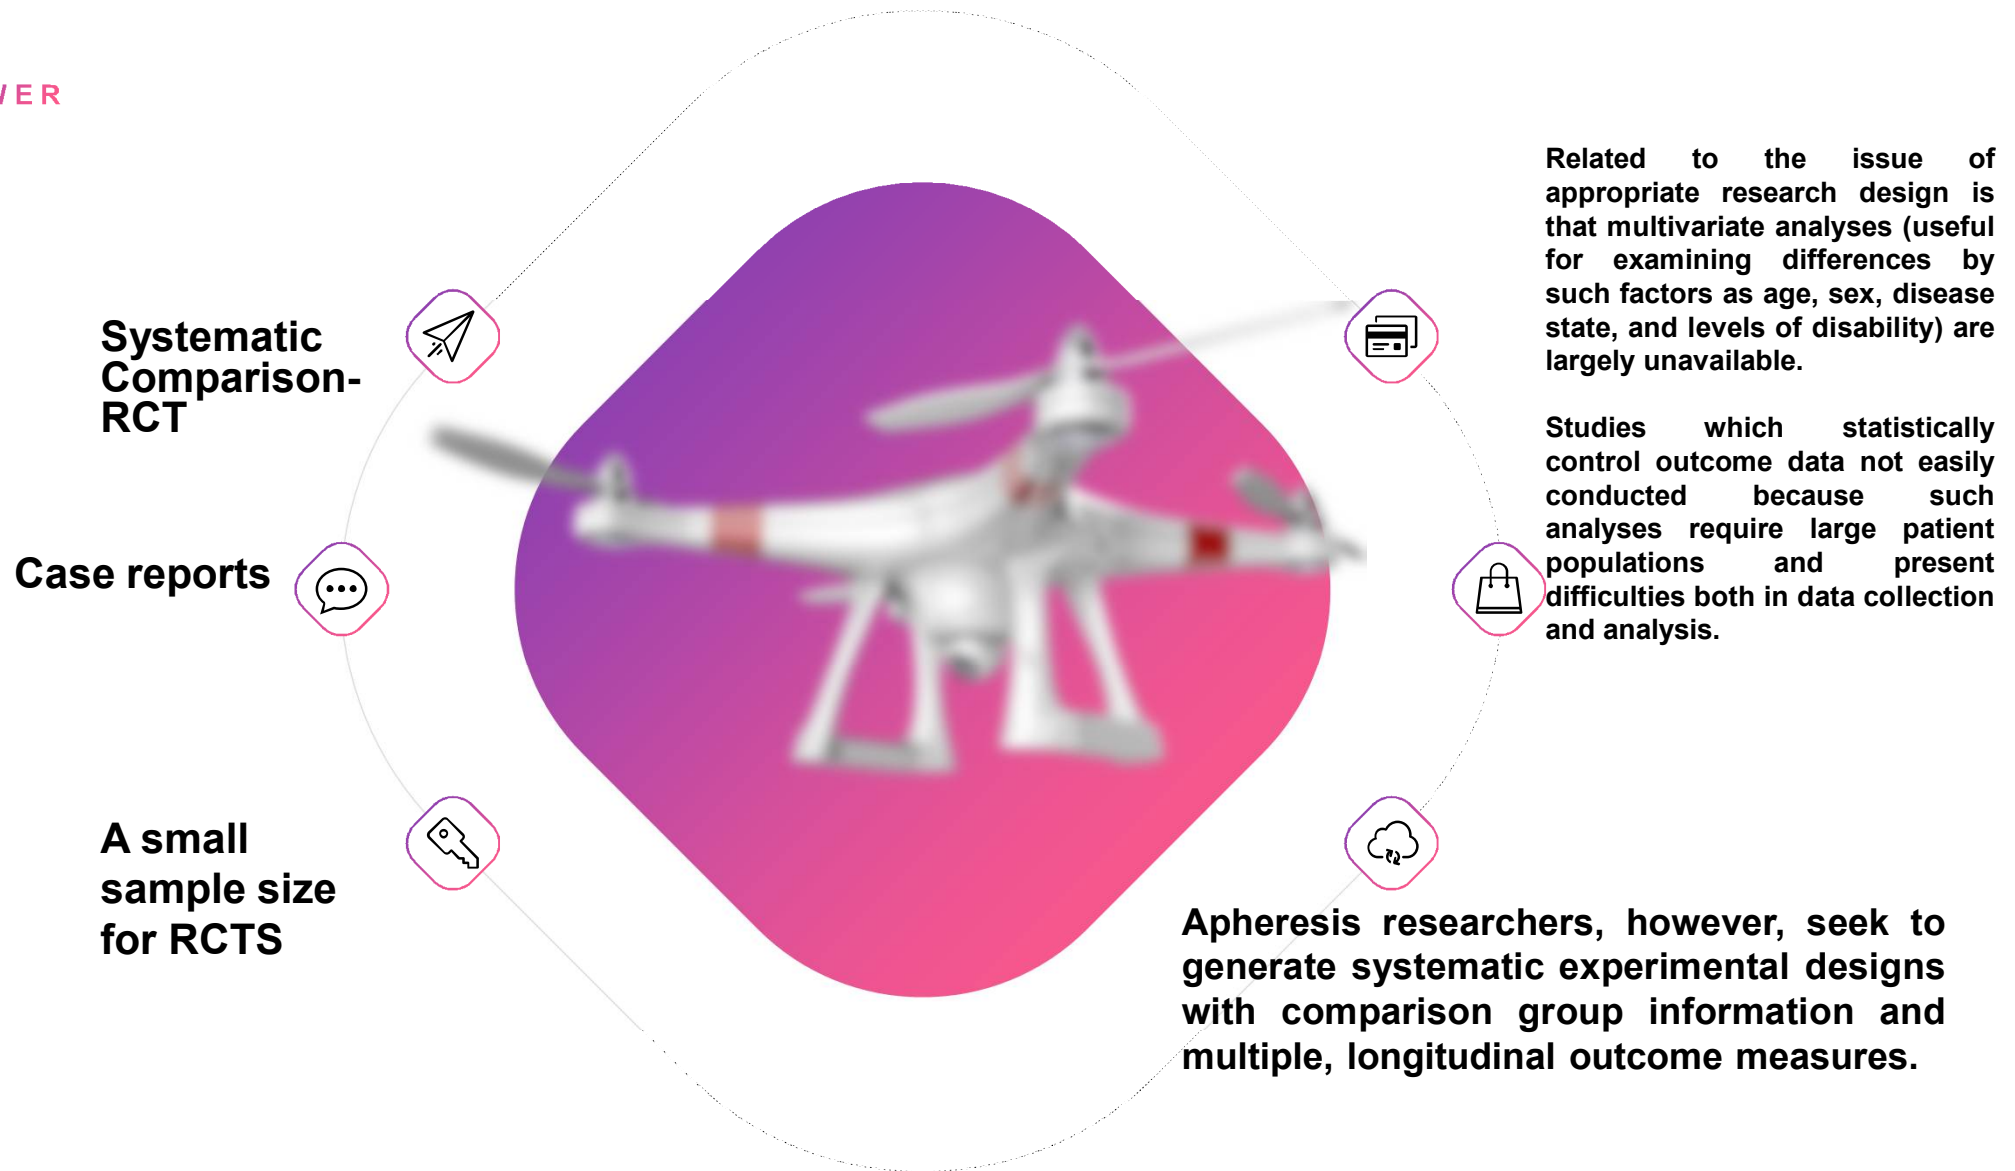 Systematic
Comparison-
RCT
Case reports
A small
sample size
for RCTS
Related to the issue of
appropriate research design is
that multivariate analyses (useful
for examining differences by
such factors as age, sex, disease
state, and levels of disability) are
largely unavailable.
Studies which statistically
control outcome data not easily
conducted because such
analyses require large patient
populations and present
difficulties both in data collection
and analysis.
Apheresis researchers, however, seek to
generate systematic experimental designs
with comparison group information and
multiple, longitudinal outcome measures.